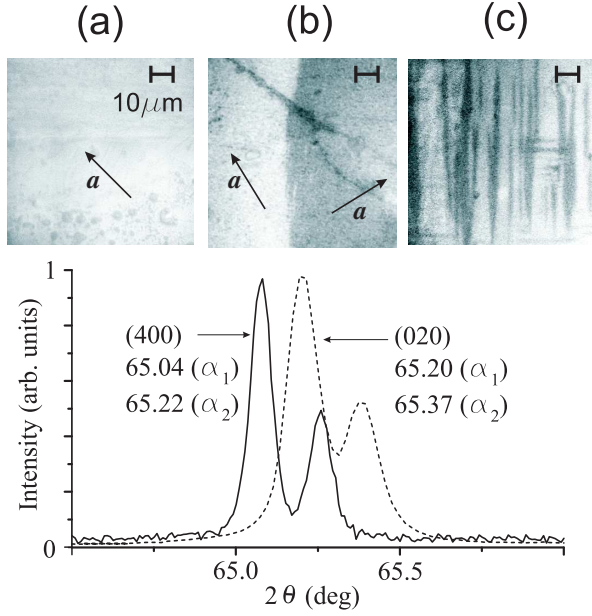 (a) (b) (c)
10μm
a
a
a
1
(400)
(020)
65.04 (α₁)
65.20 (α₁)
65.22 (α₂)
65.37 (α₂)
Intensity (arb. units)
0
65.0 65.5
2θ (deg)